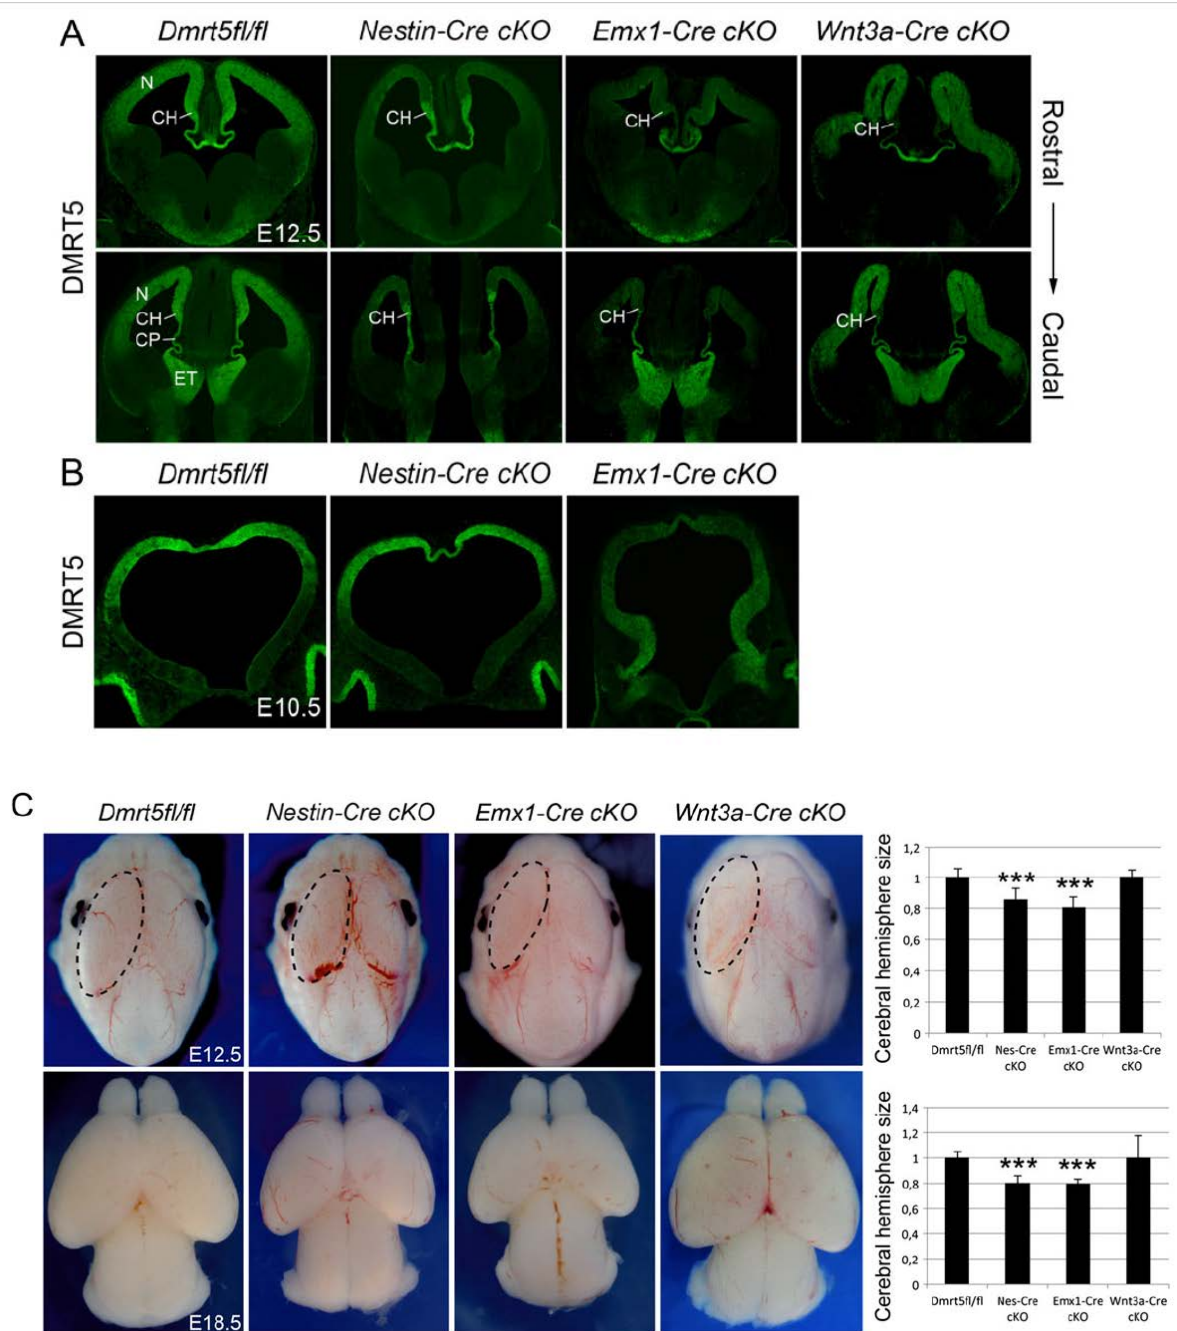 A
Dmrt5fl/fl Nestin-Cre cKO Emx1-Cre cKO Wnt3a-Cre cKO
DMRT5
N
CH
E12.5
CH
CH
CH
Rostral
N
CH
CP
ET
CH
CH
CH
Caudal
B
Dmrt5fl/fl Nestin-Cre cKO Emx1-Cre cKO
DMRT5
E10.5
C
Dmrt5fl/fl Nestin-Cre cKO Emx1-Cre cKO Wnt3a-Cre cKO
E12.5
Cerebral hemisphere size
1,2
1
0,8
0,6
0,4
0,2
0
*** ***
Dmrt5fl/fl Nes-Cre cKO Emx1-Cre cKO Wnt3a-Cre cKO
E18.5
Cerebral hemisphere size
1,4
1,2
1
0,8
0,6
0,4
0,2
0
*** ***
Dmrt5fl/fl Nes-Cre cKO Emx1-Cre cKO Wnt3a-Cre cKO